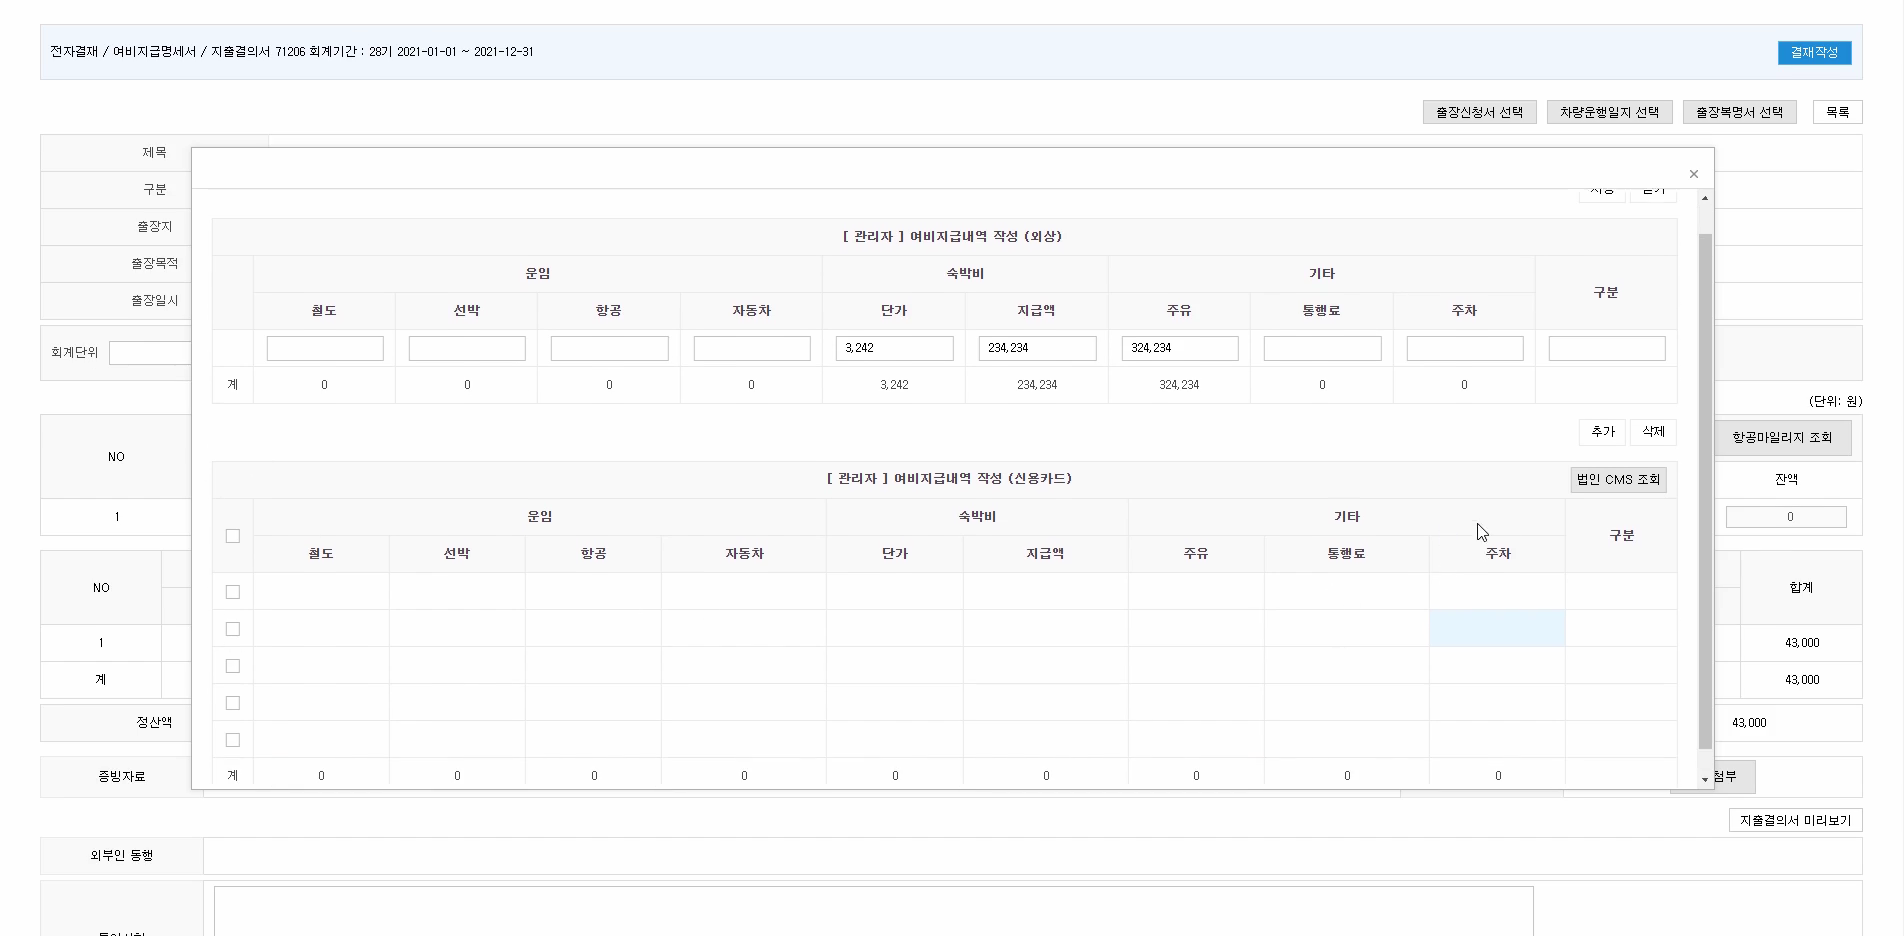 전자결재 / 여비지급명세서 / 지출결의서 71206 회계기간 : 28기 2021-01-01 ~ 2021-12-31
결재작성
출장신청서 선택 차량운행일지 선택 출장복명서 선택 목록
제목
구분
출장지
출장목적
출장일시
회계단위
(단위: 원)
NO
항공마일리지 조회
잔액
1
0
NO
합계
1
43,000
계
43,000
정산액
43,000
증빙자료
첨부
지출결의서 미리보기
외부인 동행
×
[ 관리자 ] 여비지급내역 작성 (외상)
운임 숙박비 기타 구분
철도 선박 항공 자동차 단가 지급액 주유 통행료 주차
3,242 234,234 324,234
계 0 0 0 0 3,242 234,234 324,234 0 0
추가 삭제
[ 관리자 ] 여비지급내역 작성 (신용카드)
법인 CMS 조회
운임 숙박비 기타 구분
철도 선박 항공 자동차 단가 지급액 주유 통행료 주차
계 0 0 0 0 0 0 0 0 0